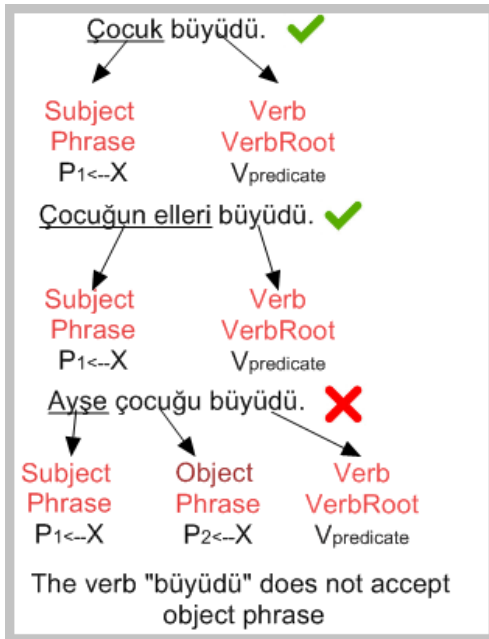 Çocuk büyüdü.
Subject Verb
Phrase VerbRoot
P1<--X Vpredicate
Çocuğun elleri büyüdü.
Subject Verb
Phrase VerbRoot
P1<--X Vpredicate
Ayşe çocuğu büyüdü.
Subject Object Verb
Phrase Phrase VerbRoot
P1<--X P2<--X Vpredicate
The verb "büyüdü" does not accept
object phrase